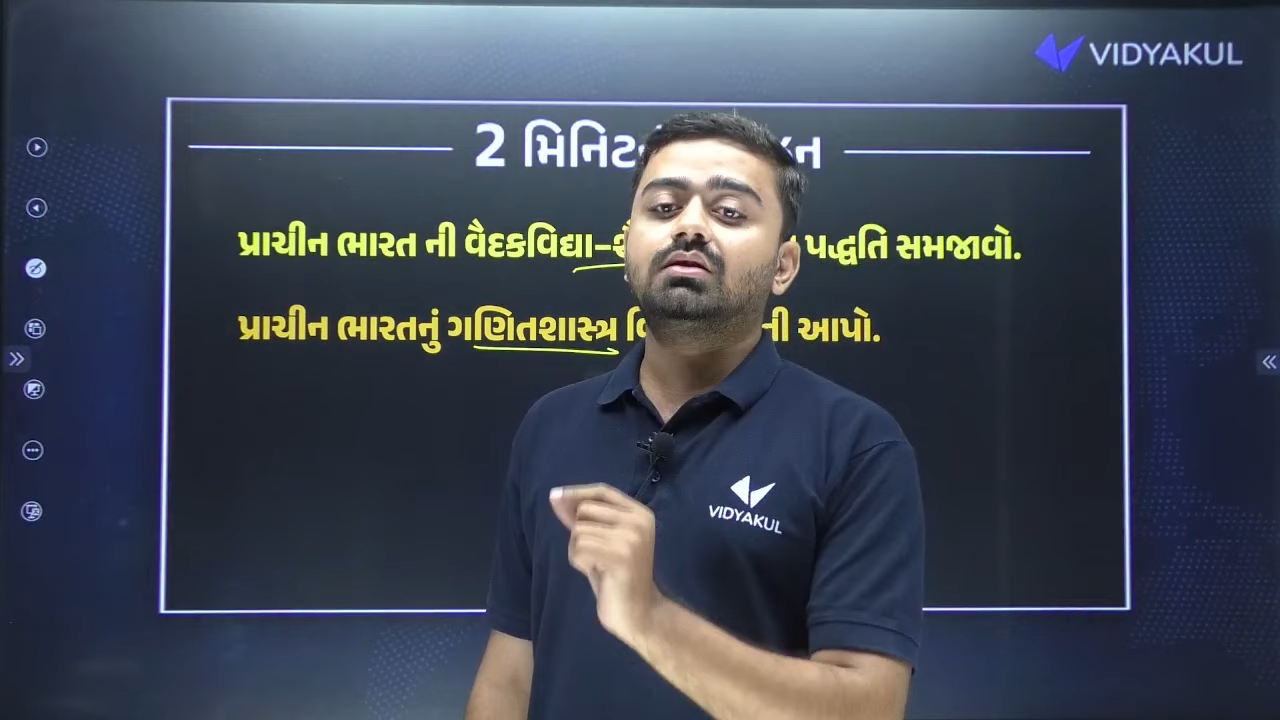 VIDYAKUL
2 મિનિટ
પ્રાચીન ભારત ની વૈદકવિદ્યા– પદ્ધતિ સમજાવો.
પ્રાચીન ભારતનું ગણિતશાસ્ત્ર આપો.
VIDYAKUL